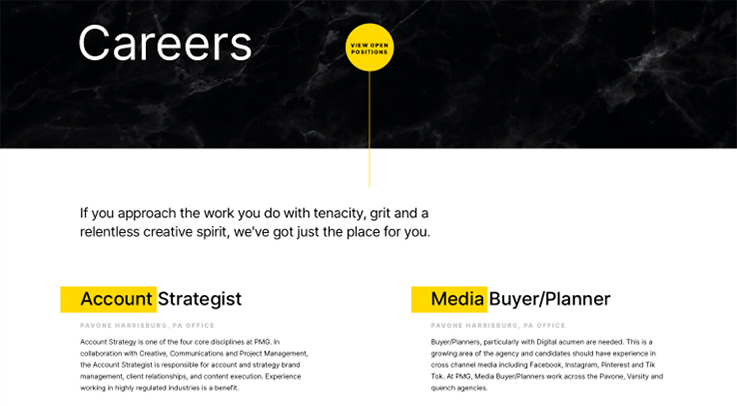 Careers
VIEW OPEN
POSITIONS
If you approach the work you do with tenacity, grit and a
relentless creative spirit, we've got just the place for you.
Account Strategist
PAVONE HARRISBURG, PA OFFICE
Account Strategy is one of the four core disciplines at PMG. In
collaboration with Creative, Communications and Project Management,
the Account Strategist is responsible for account and strategy brand
management, client relationships, and content execution. Experience
working in highly regulated industries is a benefit.
Media Buyer/Planner
PAVONE HARRISBURG, PA OFFICE
Buyer/Planners, particularly with Digital acumen are needed. This is a
growing area of the agency and candidates should have experience in
cross channel media including Facebook, Instagram, Pinterest and Tik
Tok. At PMG, Media Buyer/Planners work across the Pavone, Varsity and
quench agencies.